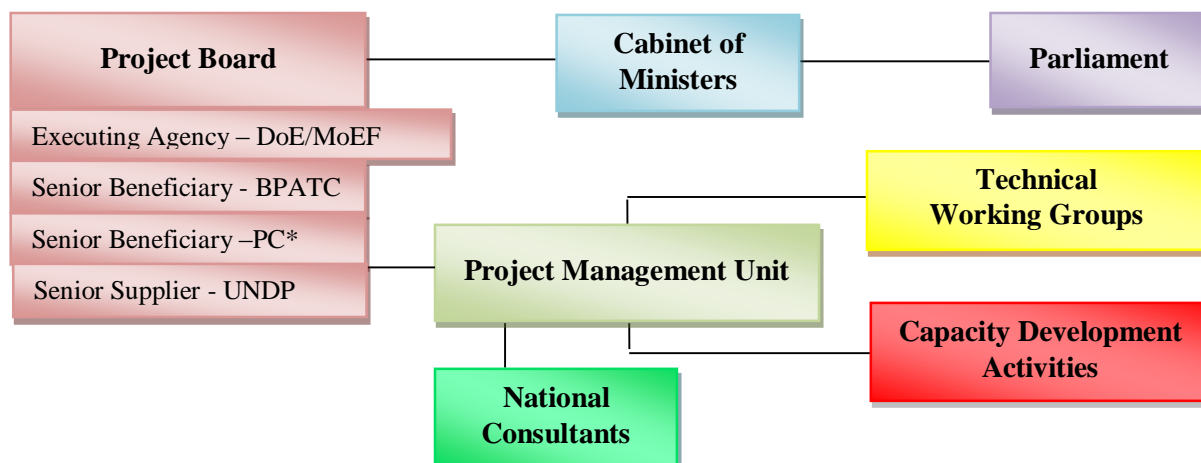 Project Board
Cabinet of
Ministers
Parliament
Executing Agency – DoE/MoEF
Senior Beneficiary - BPATC
Senior Beneficiary –PC*
Senior Supplier - UNDP
Technical
Working Groups
Project Management Unit
Capacity Development
Activities
National
Consultants